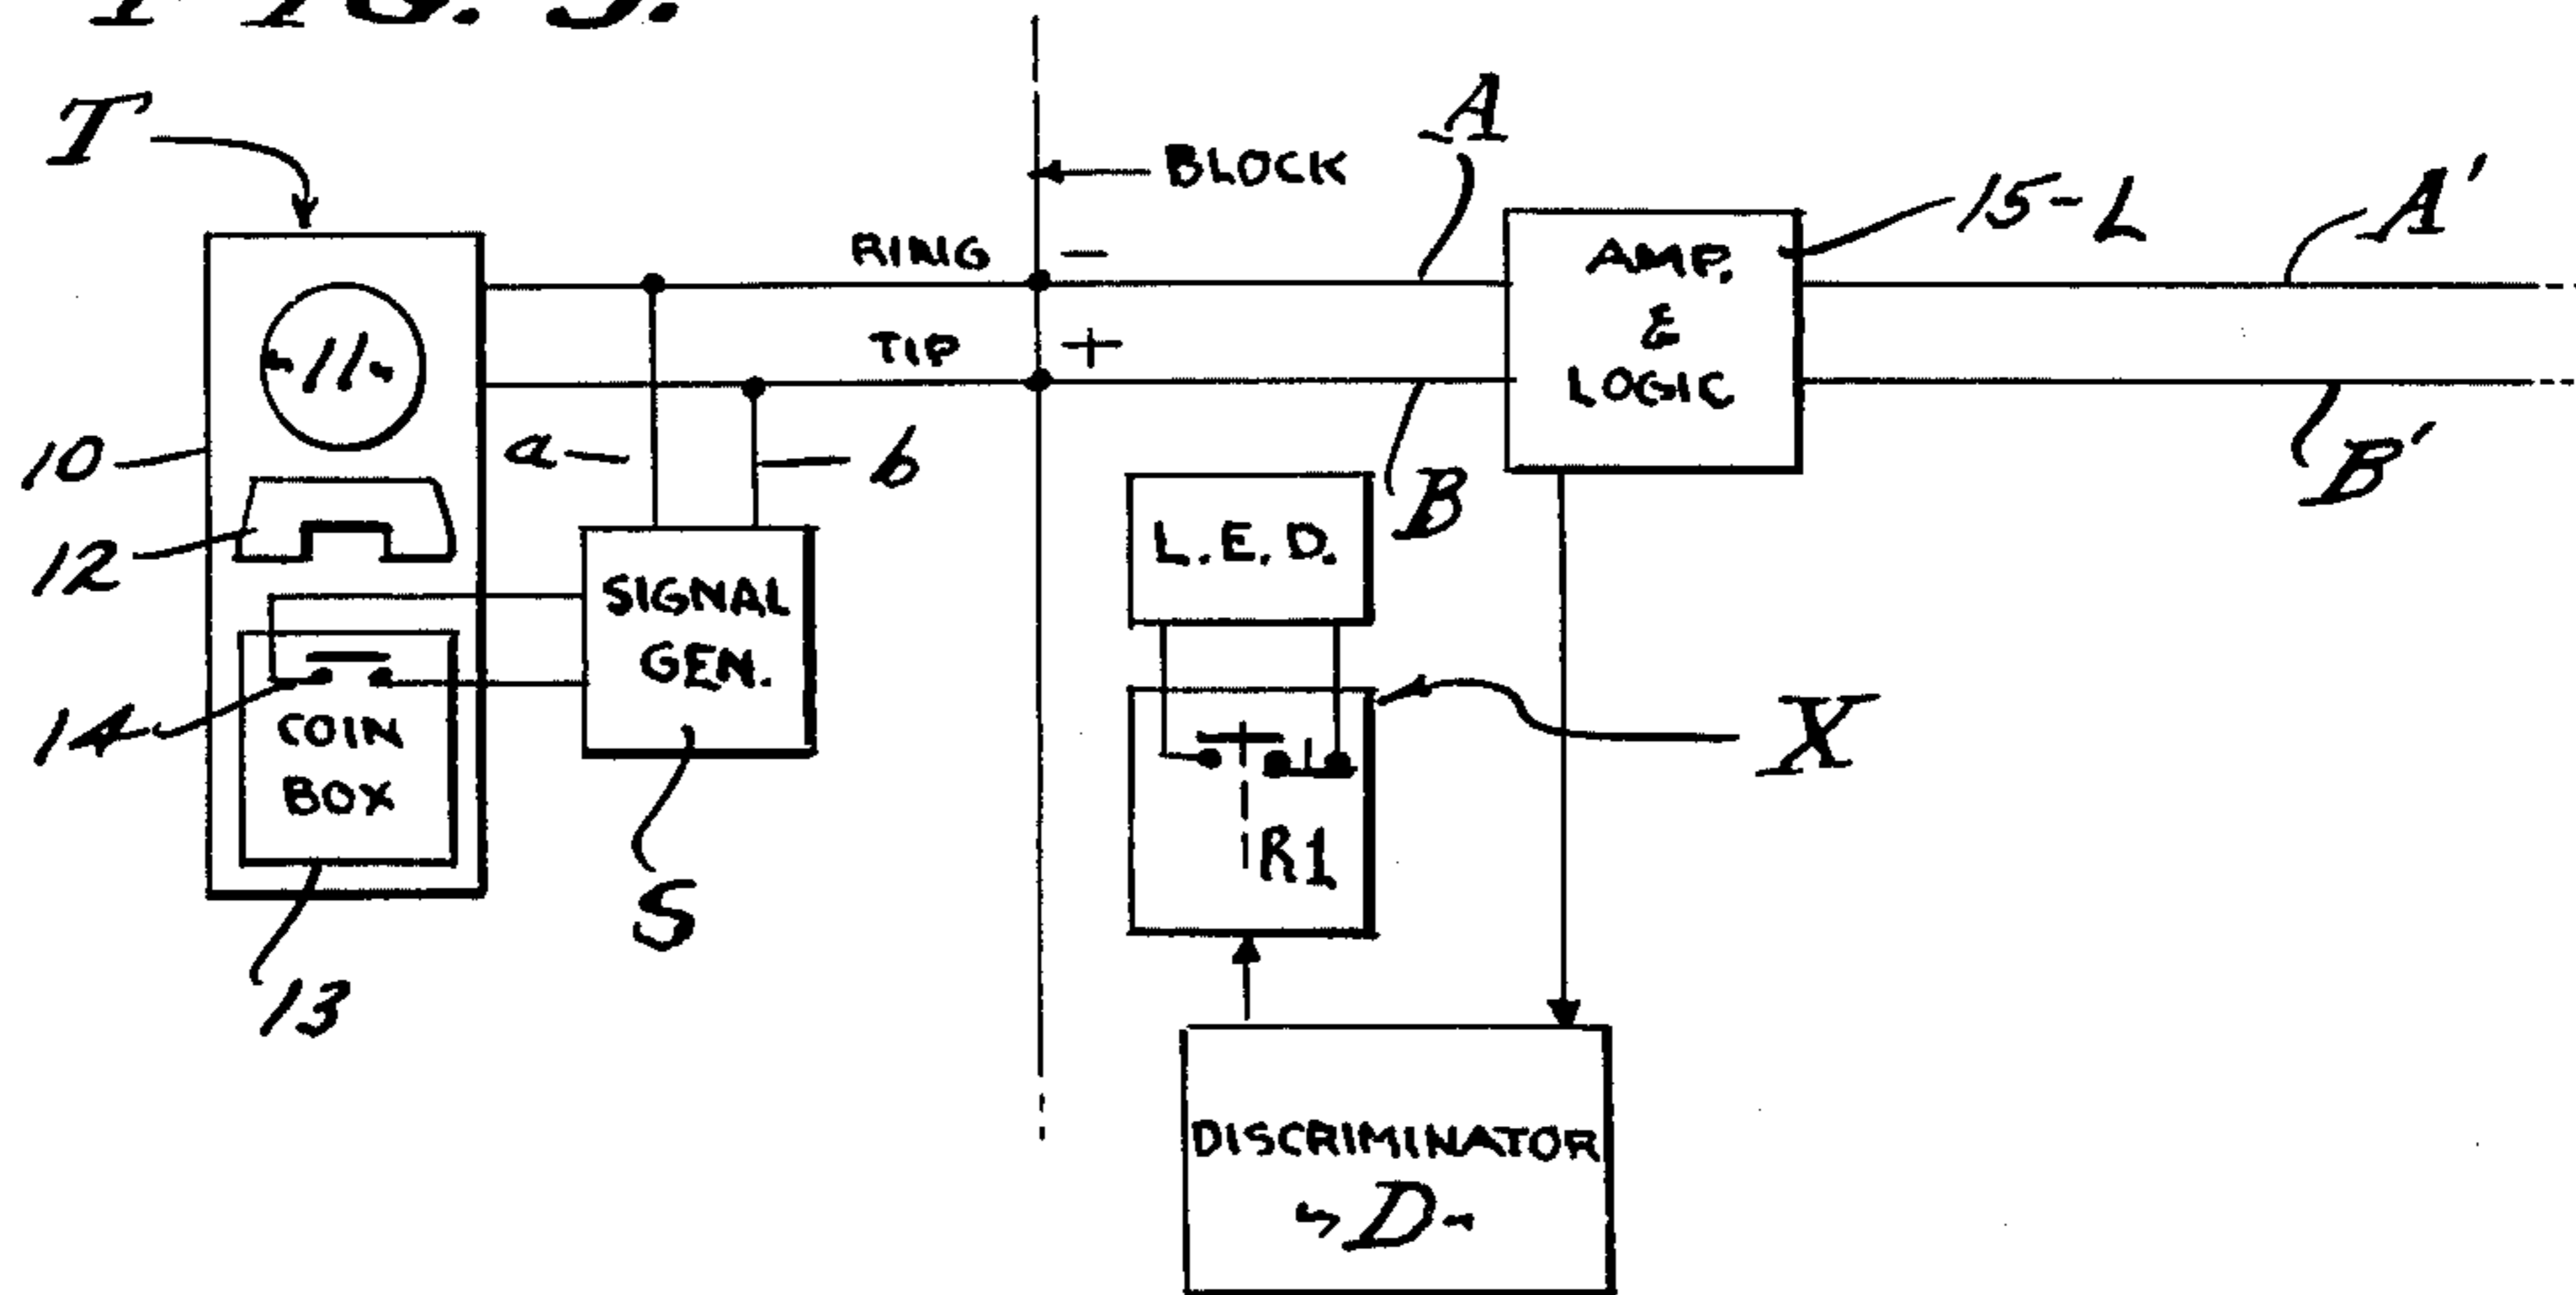 FIG. 3.
T
BLOCK
A
15-L
A'
RING
−
AMP.
&
LOGIC
TIP
+
-11-
10
a
b
B
B'
12
L.E.D.
SIGNAL
GEN.
14
COIN
BOX
X
R1
S
13
DISCRIMINATOR
-D-